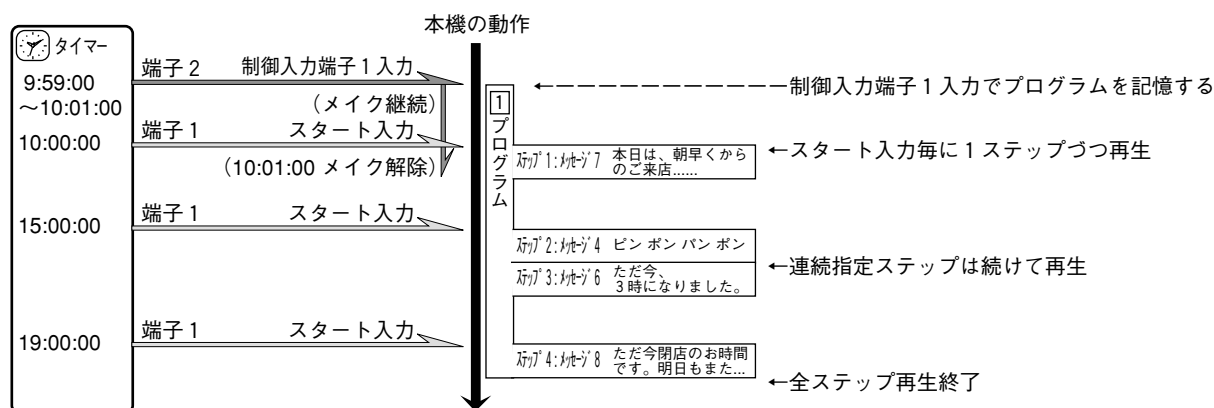 本機の動作
タイマー
9:59:00
～10:01:00
端子2 制御入力端子1入力
（メイク継続）
←－－－－－－－－－－－－制御入力端子1入力でプログラムを記憶する
1 プログラム
10:00:00
端子1 スタート入力
（10:01:00 メイク解除）
ｽﾃｯﾌﾟ1：ﾒｯｾｰｼﾞ7 本日は、朝早くから
のご来店......
←スタート入力毎に1ステップづつ再生
15:00:00
端子1 スタート入力
ｽﾃｯﾌﾟ2：ﾒｯｾｰｼﾞ4 ピン ポン パン ポン
ｽﾃｯﾌﾟ3：ﾒｯｾｰｼﾞ6 ただ今、
3時になりました。
←連続指定ステップは続けて再生
19:00:00
端子1 スタート入力
ｽﾃｯﾌﾟ4：ﾒｯｾｰｼﾞ8 ただ今閉店のお時間
です。明日もまた...
←全ステップ再生終了